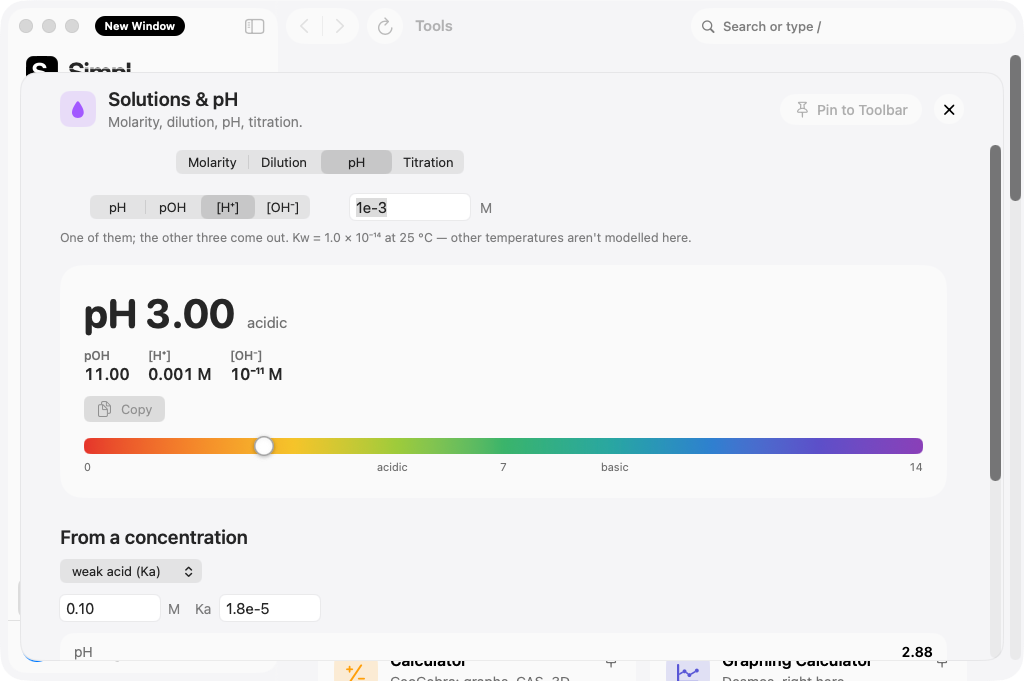 New Window
Tools
Search or type /
Solutions & pH
Molarity, dilution, pH, titration.
Pin to Toolbar
Molarity Dilution pH Titration
pH pOH [H⁺] [OH⁻] 1e-3 M
One of them; the other three come out. Kw = 1.0 × 10⁻¹⁴ at 25 °C — other temperatures aren't modelled here.
pH 3.00 acidic
pOH [H⁺] [OH⁻]
11.00 0.001 M 10⁻¹¹ M
Copy
0 acidic 7 basic 14
From a concentration
weak acid (Ka)
0.10 M Ka 1.8e-5
pH 2.88
Calculator Graphing Calculator